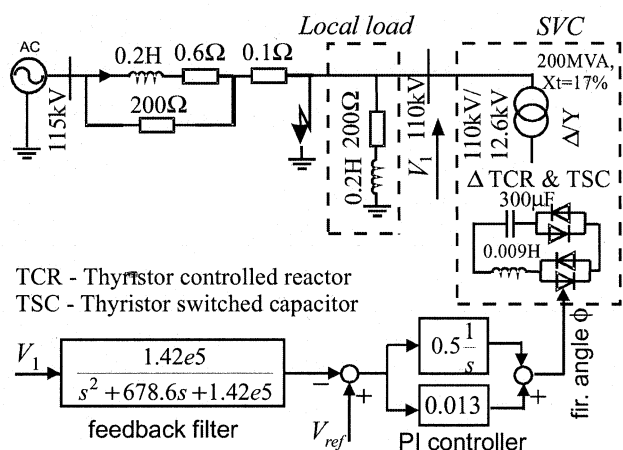 Local load
SVC
AC
0.2H
0.6Ω
0.1Ω
200MVA,
Xt=17%
115kV
200Ω
0.2H 200Ω
110kV
V1
110kV/
12.6kV
Δ/Y
Δ TCR & TSC
300μF
0.009H
TCR - Thyristor controlled reactor
TSC - Thyristor switched capacitor
V1
1.42e5
s² + 678.6s + 1.42e5
feedback filter
−
+
Vref
0.5 1/s
0.013
+
PI controller
fir. angle ϕ